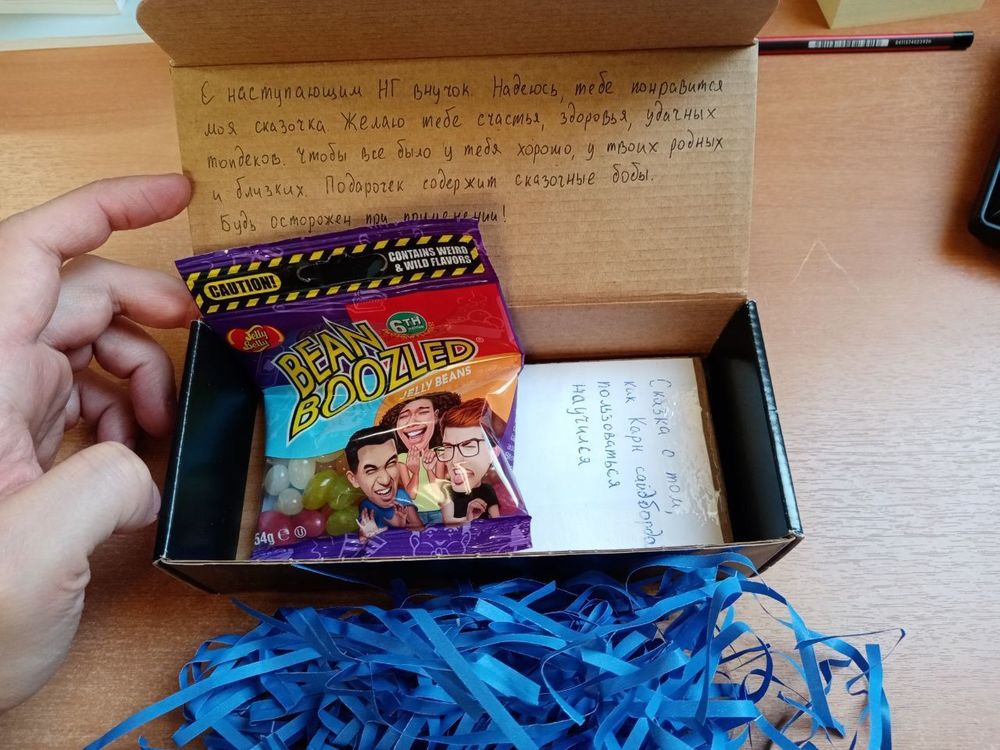 С наступающим НГ внучок. Надеюсь, тебе понравится
моя сказочка. Желаю тебе счастья, здоровья, удачных
топдеков. Чтобы все было у тебя хорошо, у твоих родных
и близких. Подарочек содержит сказочные бобы.
Будь осторожен при применении!
CAUTION!
CONTAINS WEIRD
& WILD FLAVORS
Jelly
Belly
6TH
BEAN
BOOZLED
JELLY BEANS
54g
Сказка о том,
как Карн сайдборда
пользоваться
научился